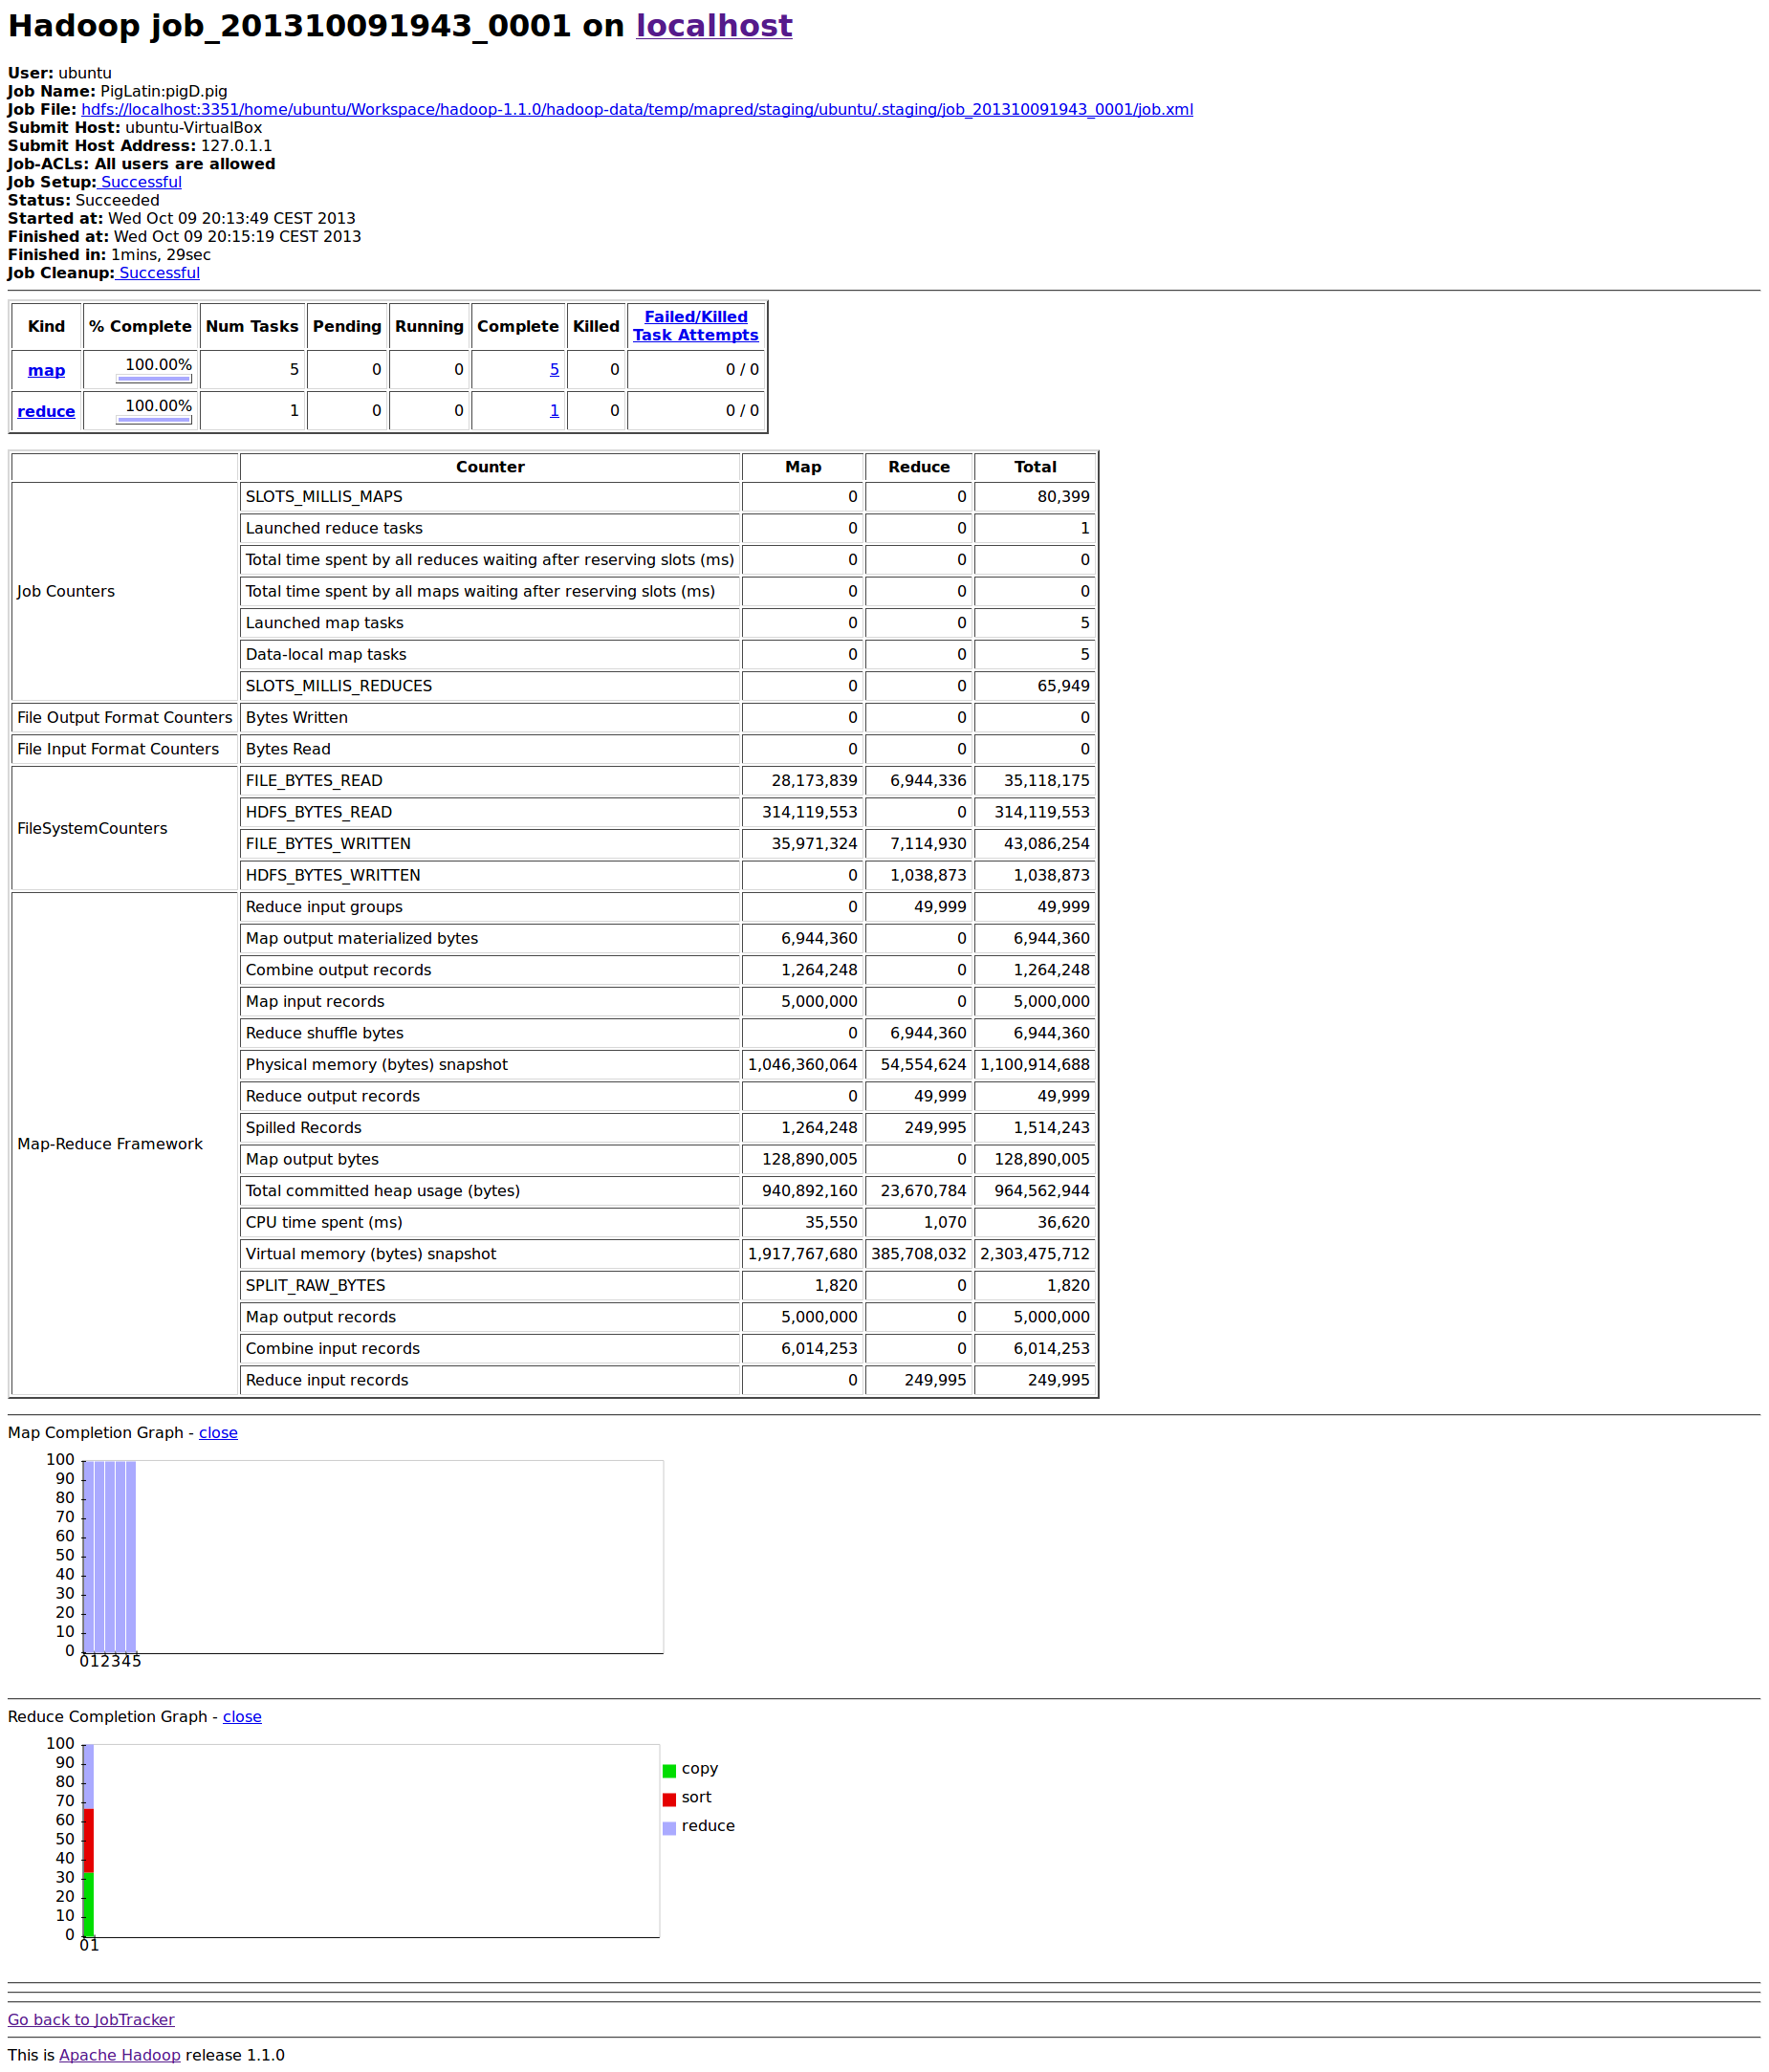 Hadoop job_201310091943_0001 on localhost
User: ubuntu
Job Name: PigLatin:pigD.pig
Job File: hdfs://localhost:3351/home/ubuntu/Workspace/hadoop-1.1.0/hadoop-data/temp/mapred/staging/ubuntu/.staging/job_201310091943_0001/job.xml
Submit Host: ubuntu-VirtualBox
Submit Host Address: 127.0.1.1
Job-ACLs: All users are allowed
Job Setup: Successful
Status: Succeeded
Started at: Wed Oct 09 20:13:49 CEST 2013
Finished at: Wed Oct 09 20:15:19 CEST 2013
Finished in: 1mins, 29sec
Job Cleanup: Successful
Kind % Complete Num Tasks Pending Running Complete Killed Failed/Killed
Task Attempts
map 100.00% 5 0 0 5 0 0 / 0
reduce 100.00% 1 0 0 1 0 0 / 0
Counter Map Reduce Total
Job Counters
SLOTS_MILLIS_MAPS 0 0 80,399
Launched reduce tasks 0 0 1
Total time spent by all reduces waiting after reserving slots (ms) 0 0 0
Total time spent by all maps waiting after reserving slots (ms) 0 0 0
Launched map tasks 0 0 5
Data-local map tasks 0 0 5
SLOTS_MILLIS_REDUCES 0 0 65,949
File Output Format Counters Bytes Written 0 0 0
File Input Format Counters Bytes Read 0 0 0
FileSystemCounters
FILE_BYTES_READ 28,173,839 6,944,336 35,118,175
HDFS_BYTES_READ 314,119,553 0 314,119,553
FILE_BYTES_WRITTEN 35,971,324 7,114,930 43,086,254
HDFS_BYTES_WRITTEN 0 1,038,873 1,038,873
Map-Reduce Framework
Reduce input groups 0 49,999 49,999
Map output materialized bytes 6,944,360 0 6,944,360
Combine output records 1,264,248 0 1,264,248
Map input records 5,000,000 0 5,000,000
Reduce shuffle bytes 0 6,944,360 6,944,360
Physical memory (bytes) snapshot 1,046,360,064 54,554,624 1,100,914,688
Reduce output records 0 49,999 49,999
Spilled Records 1,264,248 249,995 1,514,243
Map output bytes 128,890,005 0 128,890,005
Total committed heap usage (bytes) 940,892,160 23,670,784 964,562,944
CPU time spent (ms) 35,550 1,070 36,620
Virtual memory (bytes) snapshot 1,917,767,680 385,708,032 2,303,475,712
SPLIT_RAW_BYTES 1,820 0 1,820
Map output records 5,000,000 0 5,000,000
Combine input records 6,014,253 0 6,014,253
Reduce input records 0 249,995 249,995
Map Completion Graph - close
100
90
80
70
60
50
40
30
20
10
0
0 1 2 3 4 5
Reduce Completion Graph - close
100
90
80
70
60
50
40
30
20
10
0
0 1
copy
sort
reduce
Go back to JobTracker
This is Apache Hadoop release 1.1.0